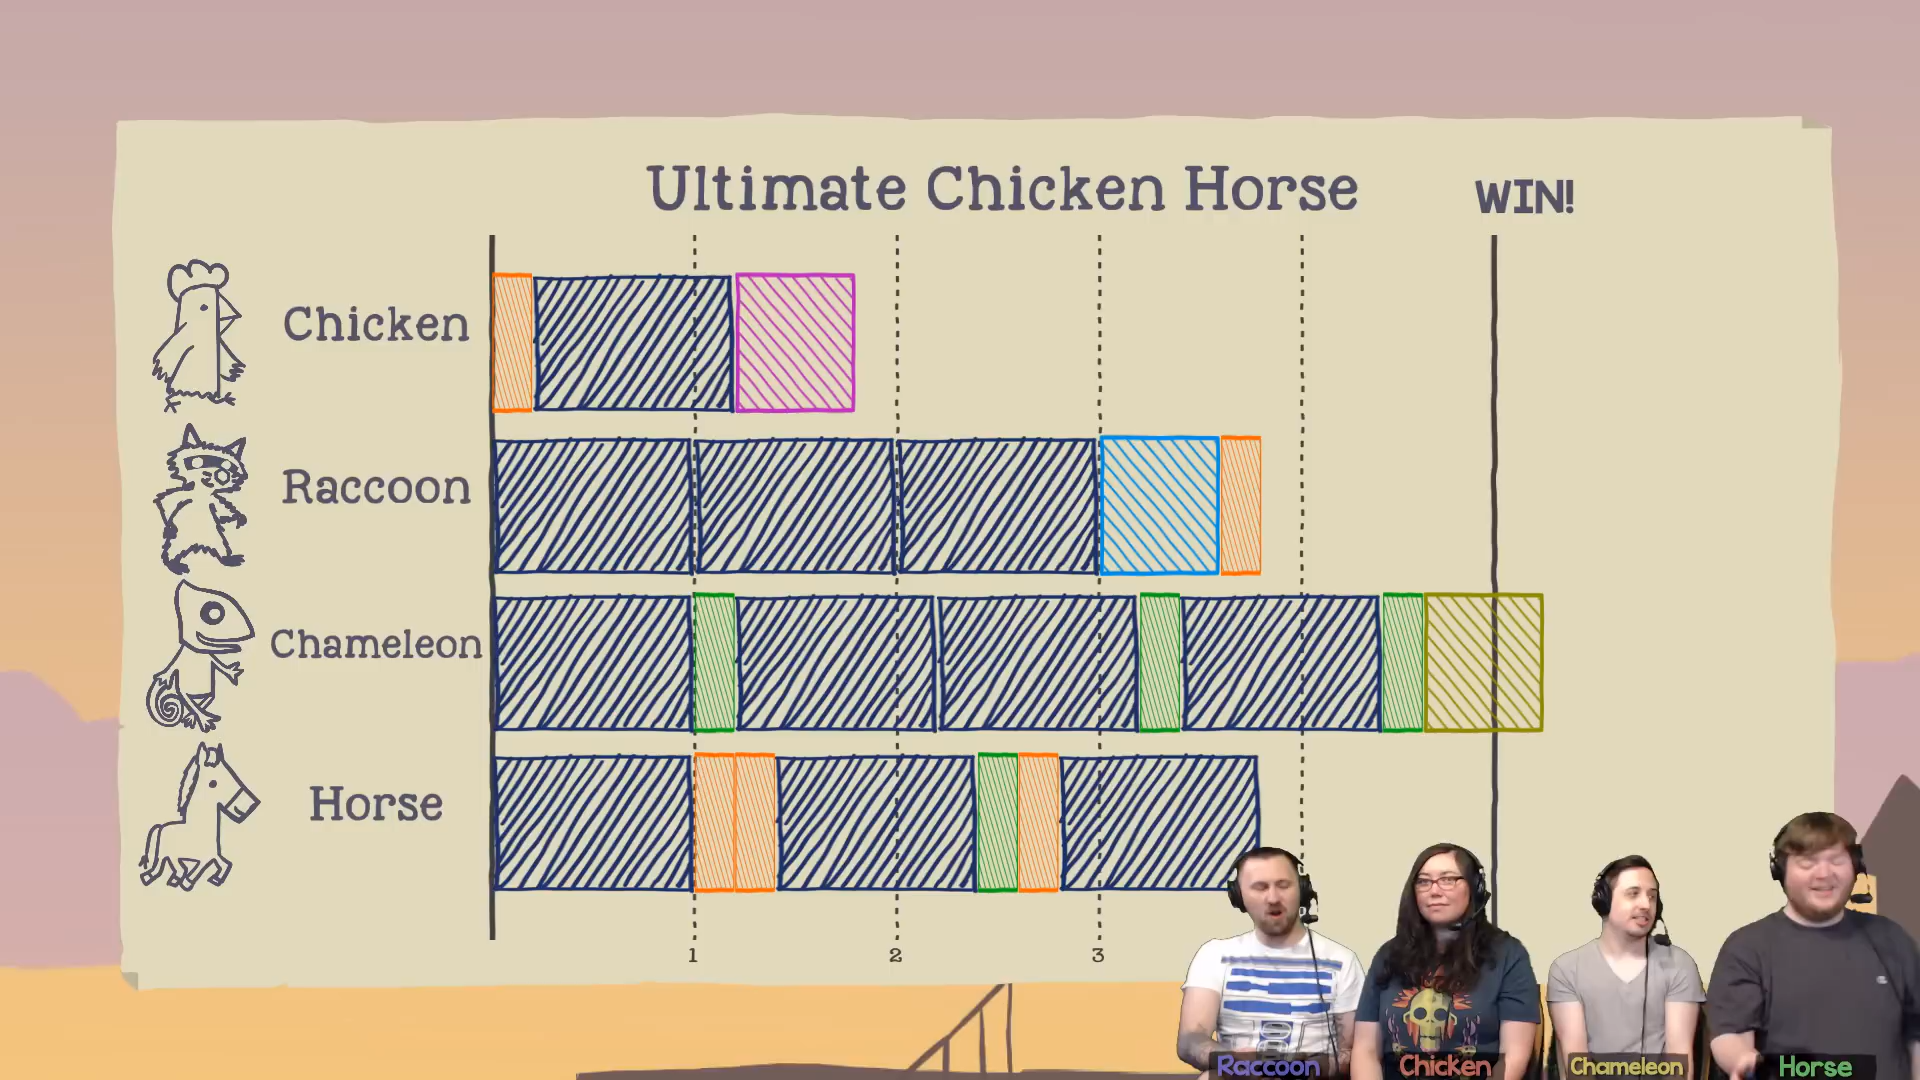 Ultimate Chicken Horse
WIN!
Chicken
Raccoon
Chameleon
Horse
1 2 3
Raccoon Chicken Chameleon Horse